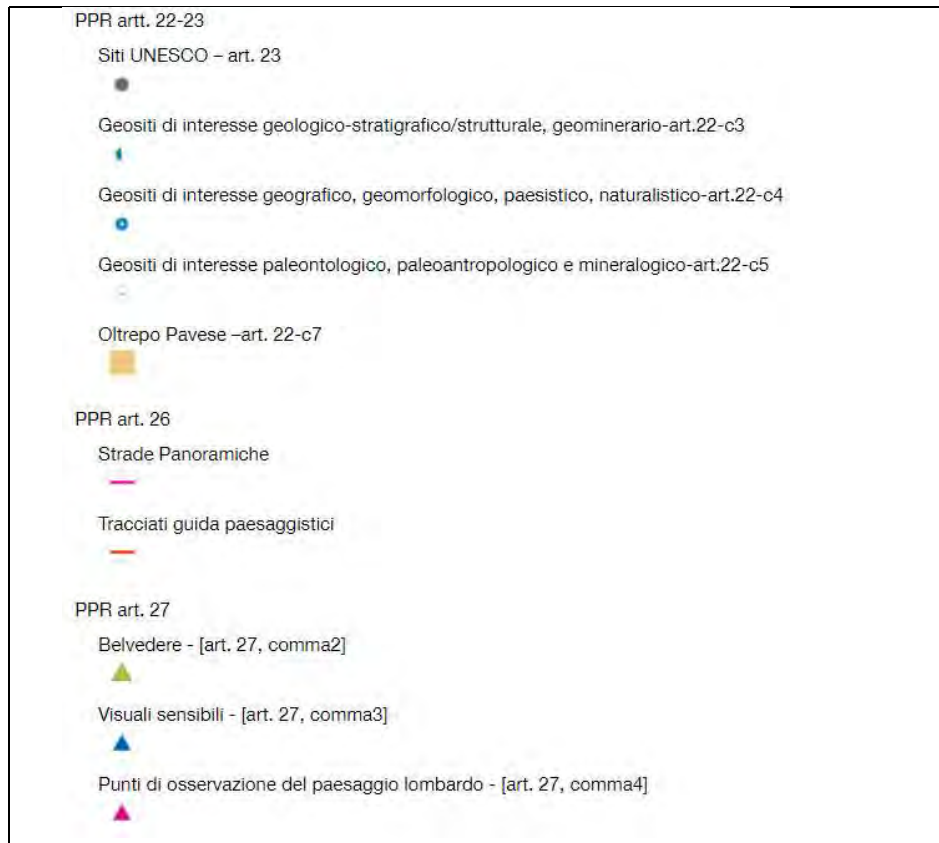 PPR artt. 22-23
Siti UNESCO – art. 23
Geositi di interesse geologico-stratigrafico/strutturale, geominerario-art.22-c3
Geositi di interesse geografico, geomorfologico, paesistico, naturalistico-art.22-c4
Geositi di interesse paleontologico, paleoantropologico e mineralogico-art.22-c5
Oltrepo Pavese –art. 22-c7
PPR art. 26
Strade Panoramiche
Tracciati guida paesaggistici
PPR art. 27
Belvedere - [art. 27, comma2]
Visuali sensibili - [art. 27, comma3]
Punti di osservazione del paesaggio lombardo - [art. 27, comma4]